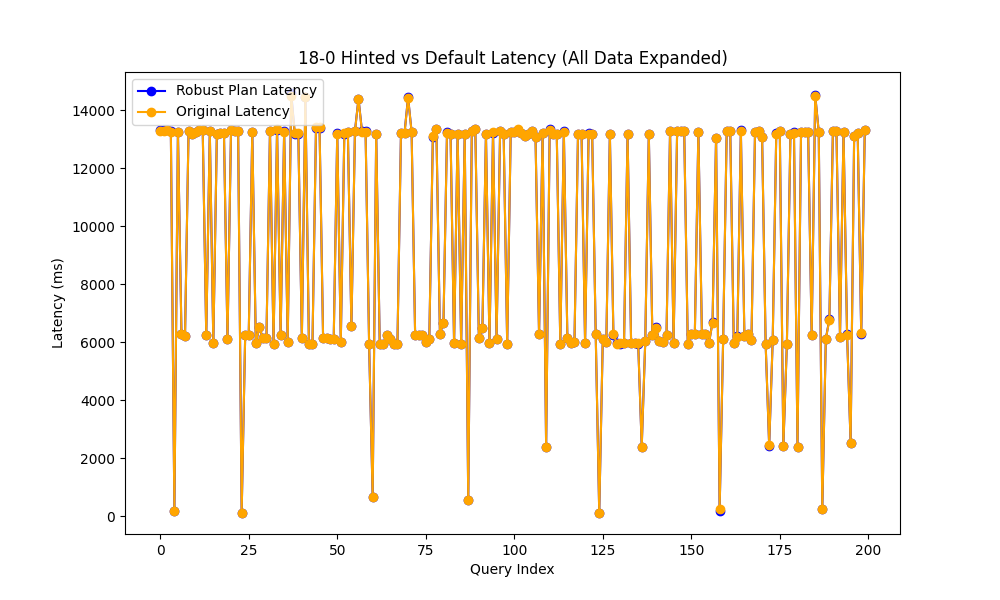 18-0 Hinted vs Default Latency (All Data Expanded)
Robust Plan Latency
Original Latency
Latency (ms)
14000
12000
10000
8000
6000
4000
2000
0
0 25 50 75 100 125 150 175 200
Query Index